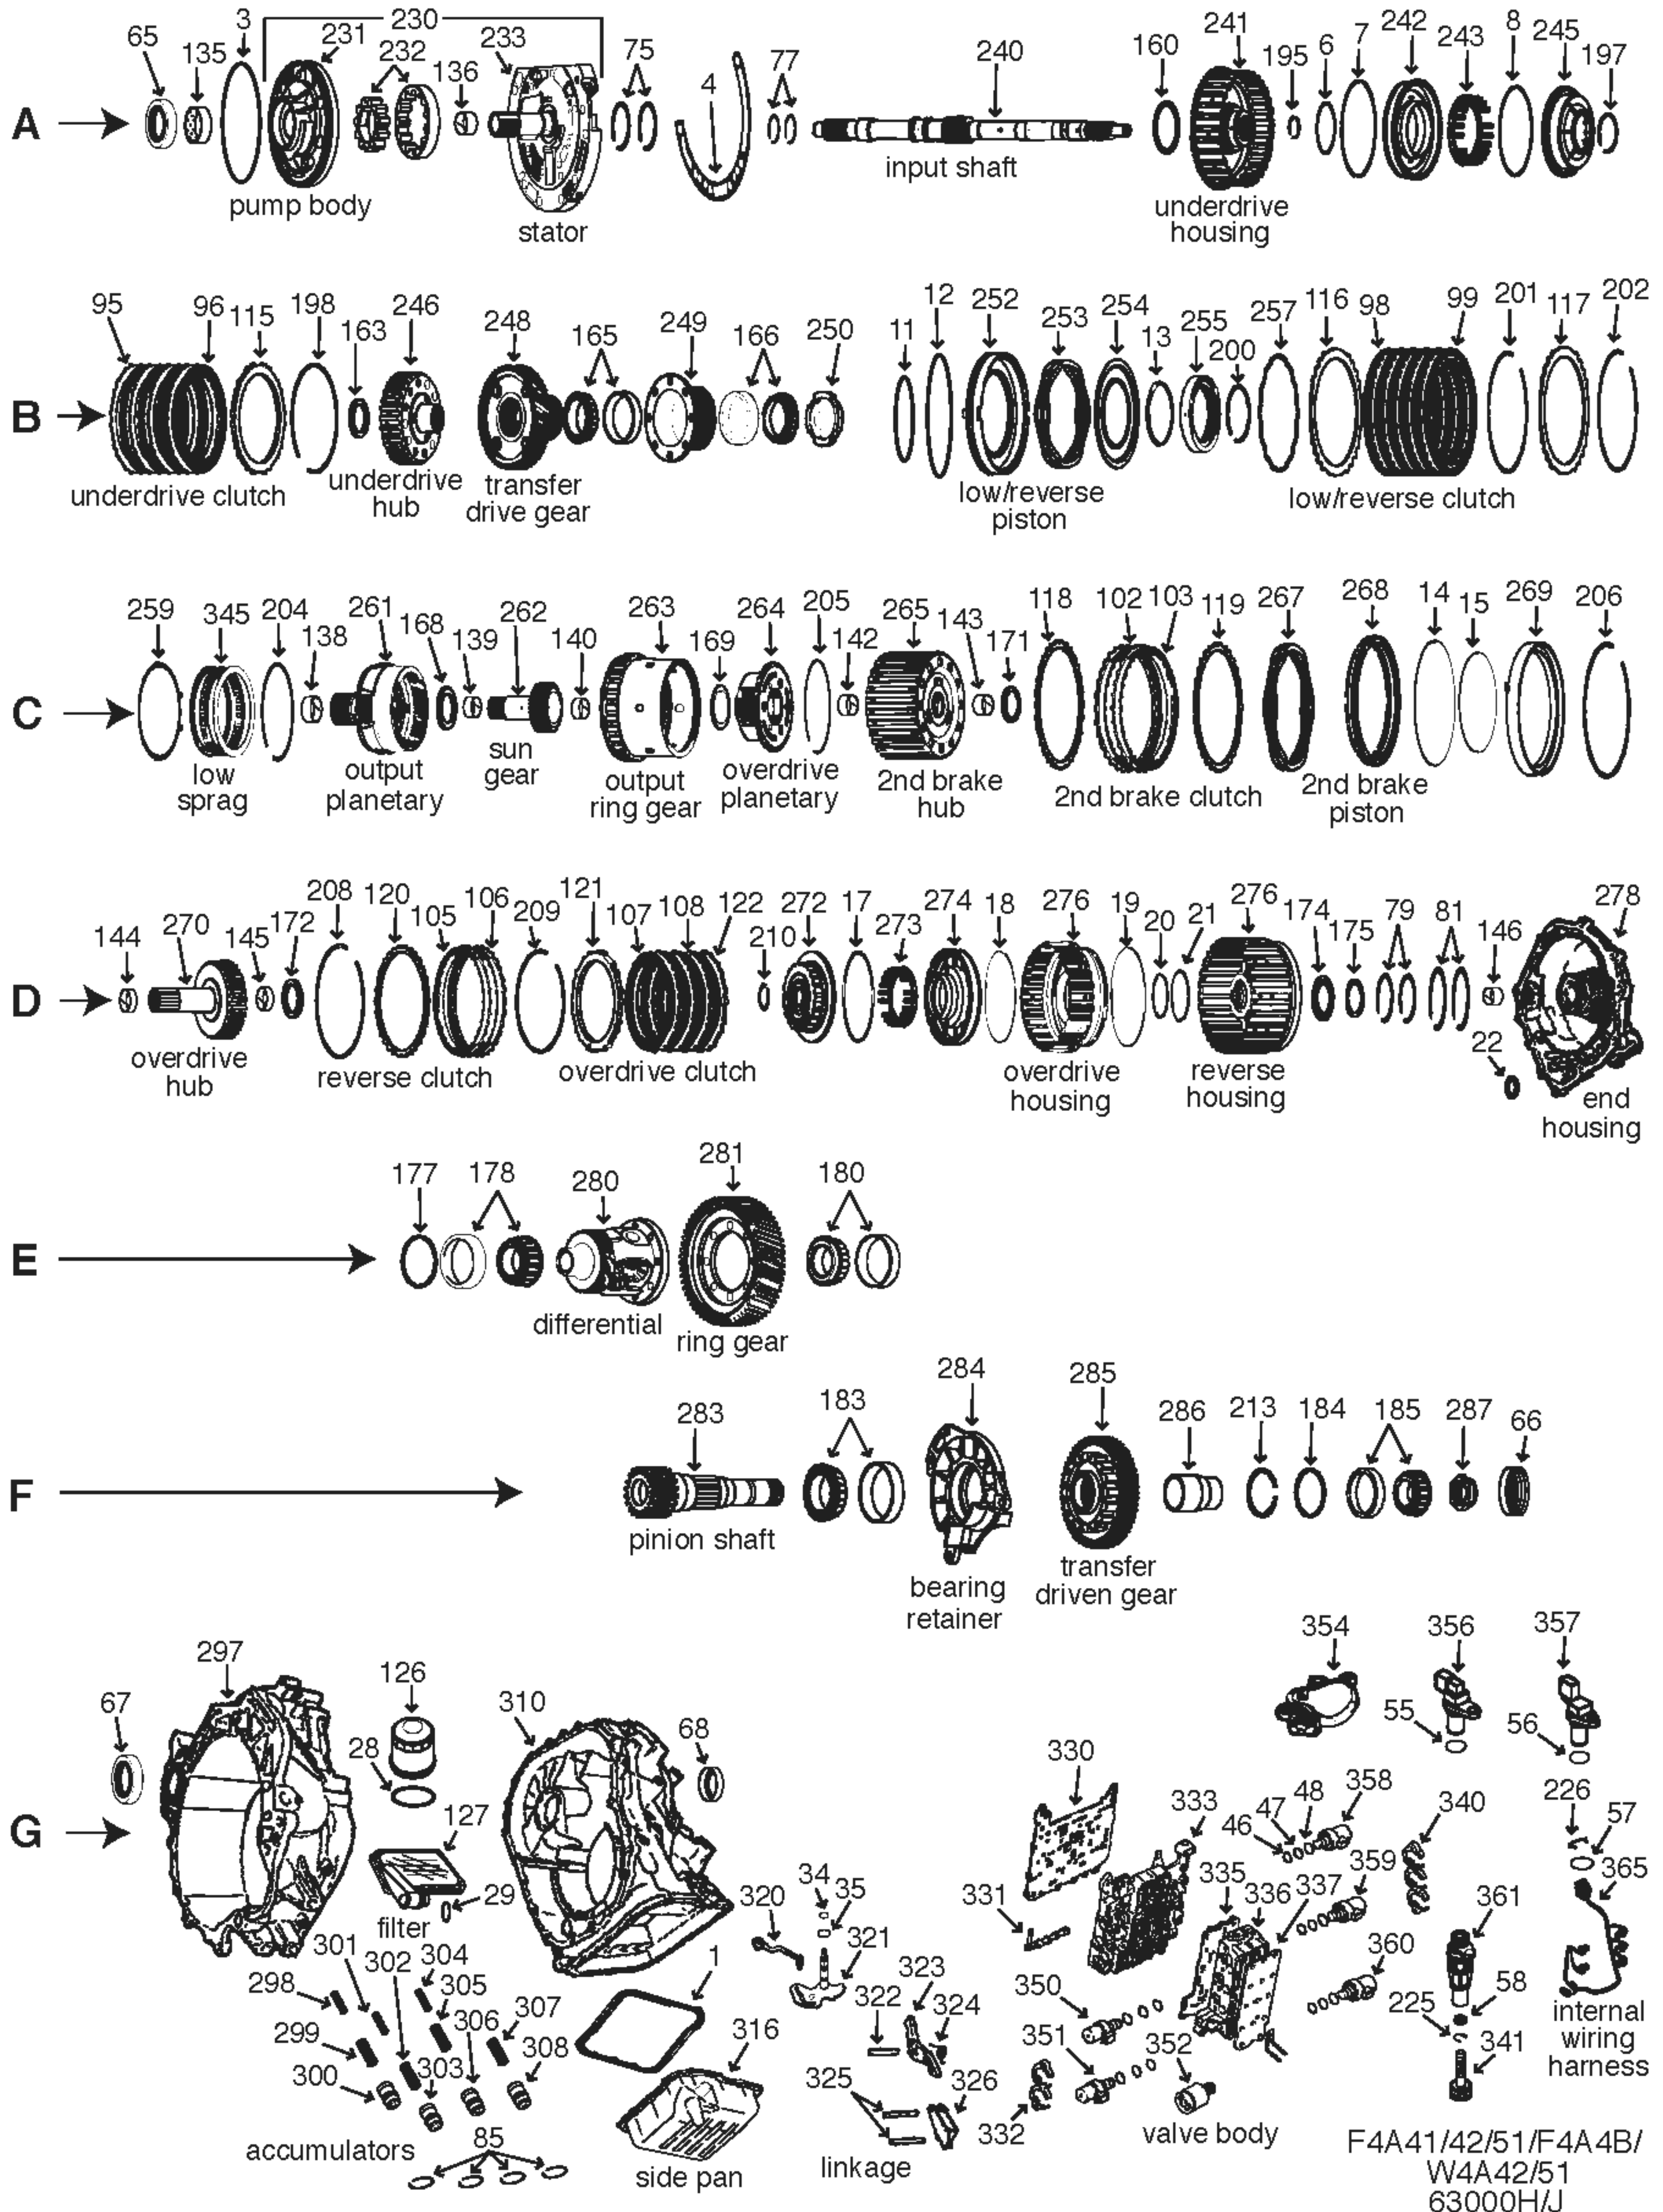 A
65
135
3
231
230
232
136
233
75
4
77
240
160
241
195
6
7
242
243
8
245
197
pump body
stator
input shaft
underdrive
housing
B
95
96
115
198
163
246
248
165
249
166
250
11
12
252
253
254
13
255
200
257
116
98
99
201
117
202
underdrive clutch
underdrive
hub
transfer
drive gear
low/reverse
piston
low/reverse clutch
C
259
345
204
138
261
168
139
262
140
263
169
264
205
142
265
143
171
118
102
103
119
267
268
14
15
269
206
low
sprag
output
planetary
sun
gear
output
ring gear
overdrive
planetary
2nd brake
hub
2nd brake clutch
2nd brake
piston
D
144
270
145
172
208
120
105
106
209
121
107
108
122
210
272
17
273
274
18
276
19
20
21
276
174
175
79
81
146
22
278
overdrive
hub
reverse clutch
overdrive clutch
overdrive
housing
reverse
housing
end
housing
E
177
178
280
281
180
differential
ring gear
F
283
183
284
285
286
213
184
185
287
66
pinion shaft
bearing
retainer
transfer
driven gear
G
67
297
126
28
127
29
filter
310
68
298
301
302
304
305
299
306
307
300
303
308
accumulators
85
1
316
side pan
34
35
320
321
322
323
324
325
326
linkage
330
331
333
335
336
337
350
351
352
332
valve body
46
47
48
358
359
360
340
354
356
55
357
56
226
57
365
361
58
225
341
internal
wiring
harness
F4A41/42/51/F4A4B/
W4A42/51
63000H/J